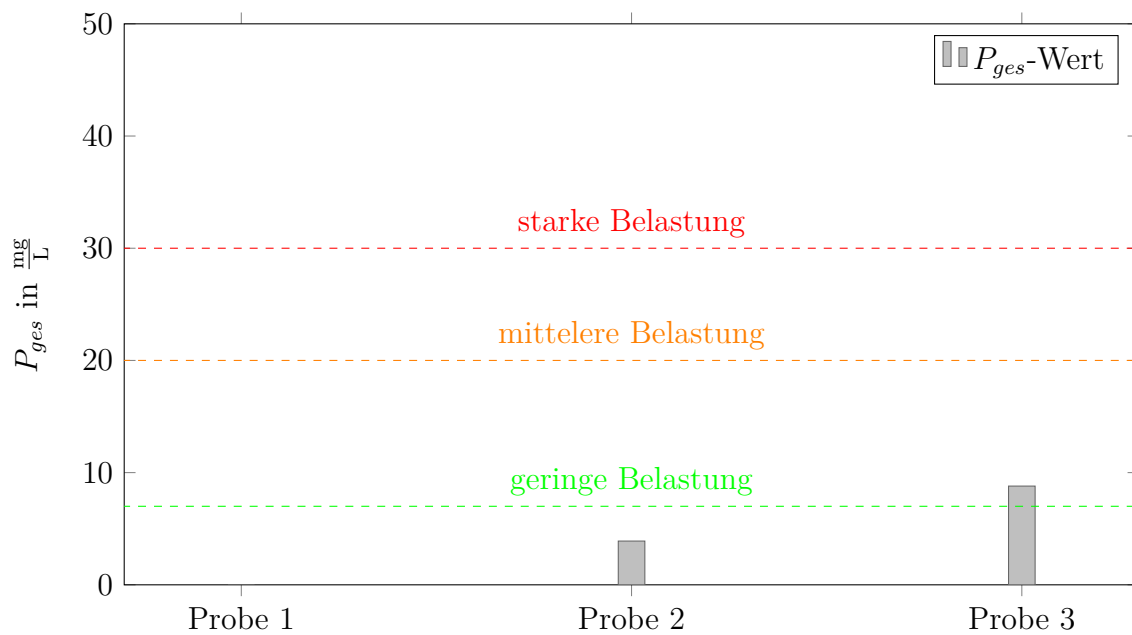 50
P_ges-Wert
40
starke Belastung
30
P_ges in mg/L
mittelere Belastung
20
geringe Belastung
10
0
Probe 1 Probe 2 Probe 3